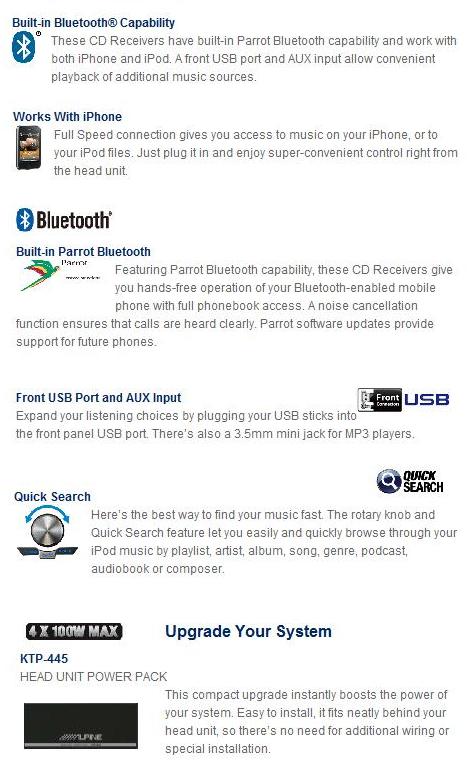 Built-in Bluetooth® Capability
These CD Receivers have built-in Parrot Bluetooth capability and work with
both iPhone and iPod. A front USB port and AUX input allow convenient
playback of additional music sources.
Works With iPhone
Full Speed connection gives you access to music on your iPhone, or to
your iPod files. Just plug it in and enjoy super-convenient control right from
the head unit.
Bluetooth®
Built-in Parrot Bluetooth
Parrot
Featuring Parrot Bluetooth capability, these CD Receivers give
you hands-free operation of your Bluetooth-enabled mobile
phone with full phonebook access. A noise cancellation
function ensures that calls are heard clearly. Parrot software updates provide
support for future phones.
Front USB Port and AUX Input
Front Connection USB
Expand your listening choices by plugging your USB sticks into
the front panel USB port. There's also a 3.5mm mini jack for MP3 players.
QUICK
SEARCH
Quick Search
Here's the best way to find your music fast. The rotary knob and
Quick Search feature let you easily and quickly browse through your
iPod music by playlist, artist, album, song, genre, podcast,
audiobook or composer.
4 X 100W MAX
Upgrade Your System
KTP-445
HEAD UNIT POWER PACK
This compact upgrade instantly boosts the power of
your system. Easy to install, it fits neatly behind your
head unit, so there's no need for additional wiring or
special installation.
ALPINE